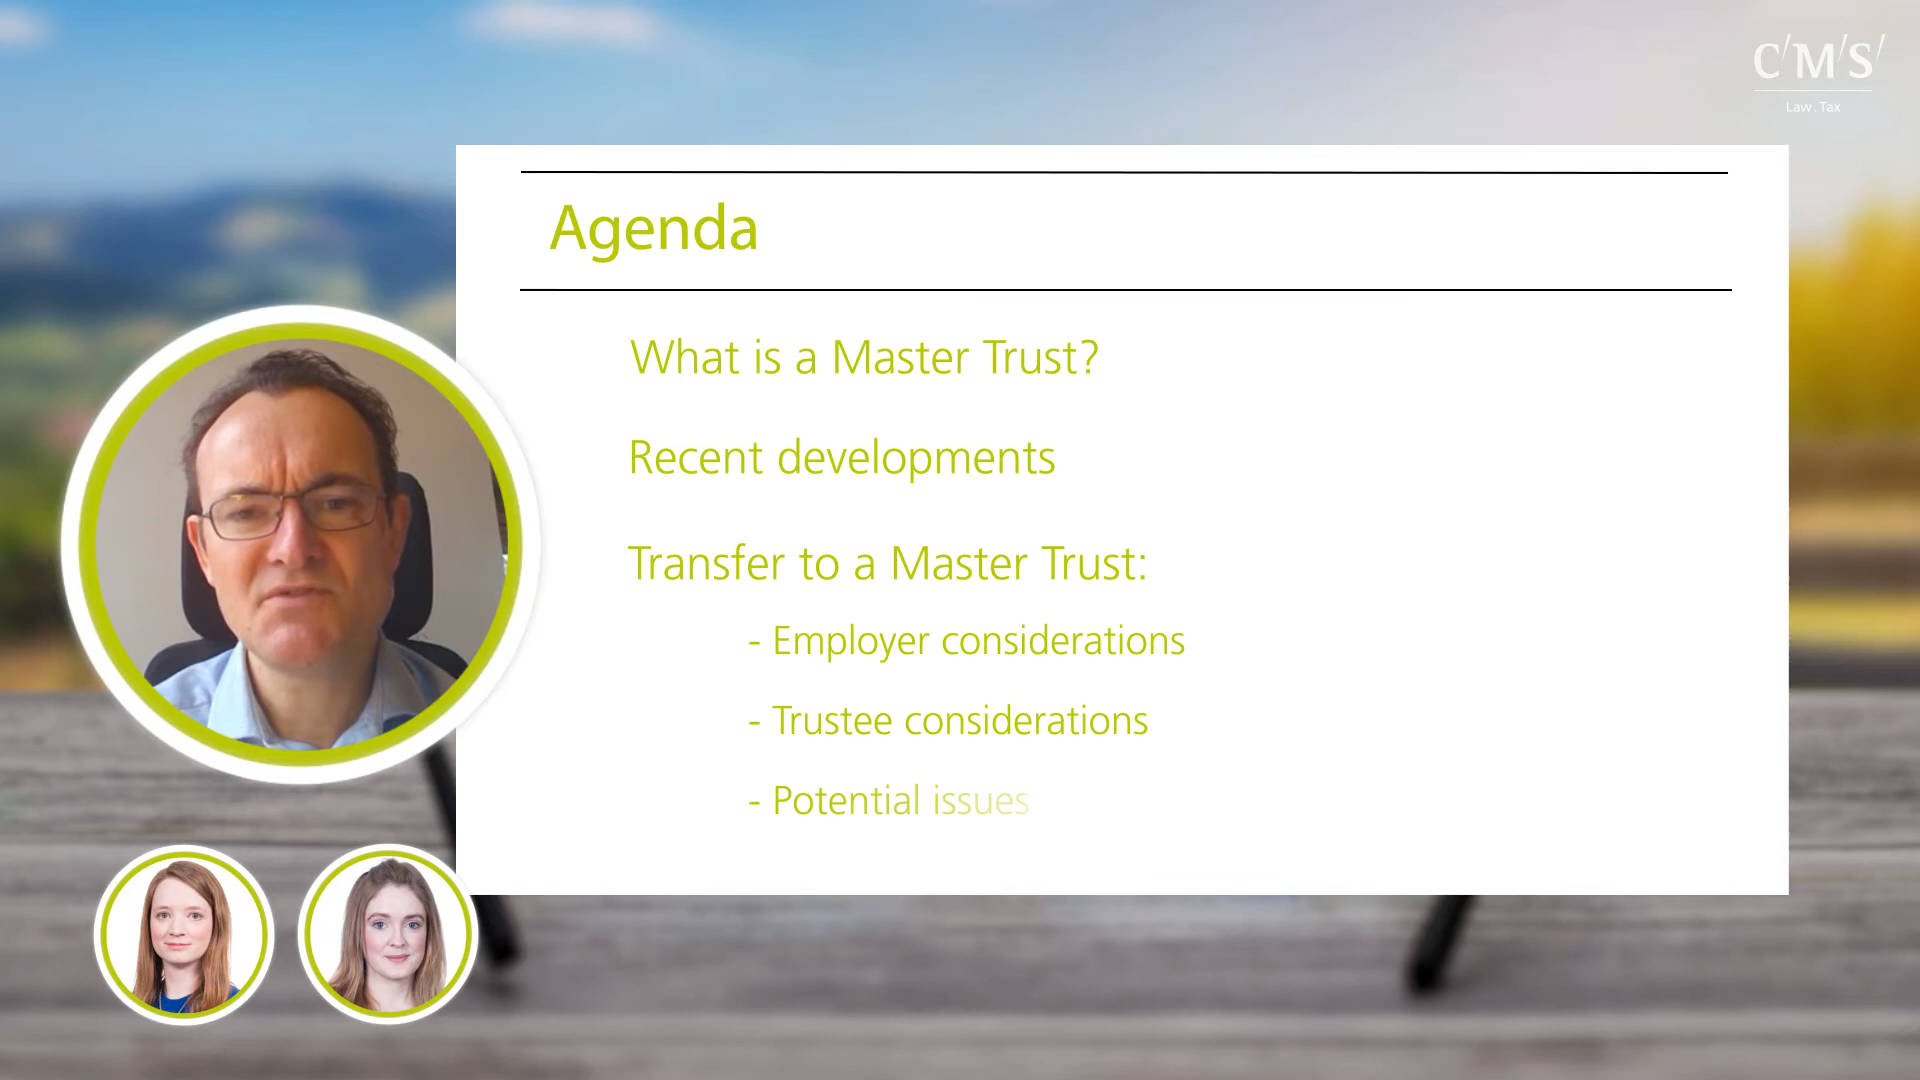 C/M/S/
Law.Tax
Agenda
What is a Master Trust?
Recent developments
Transfer to a Master Trust:
- Employer considerations
- Trustee considerations
- Potential issues